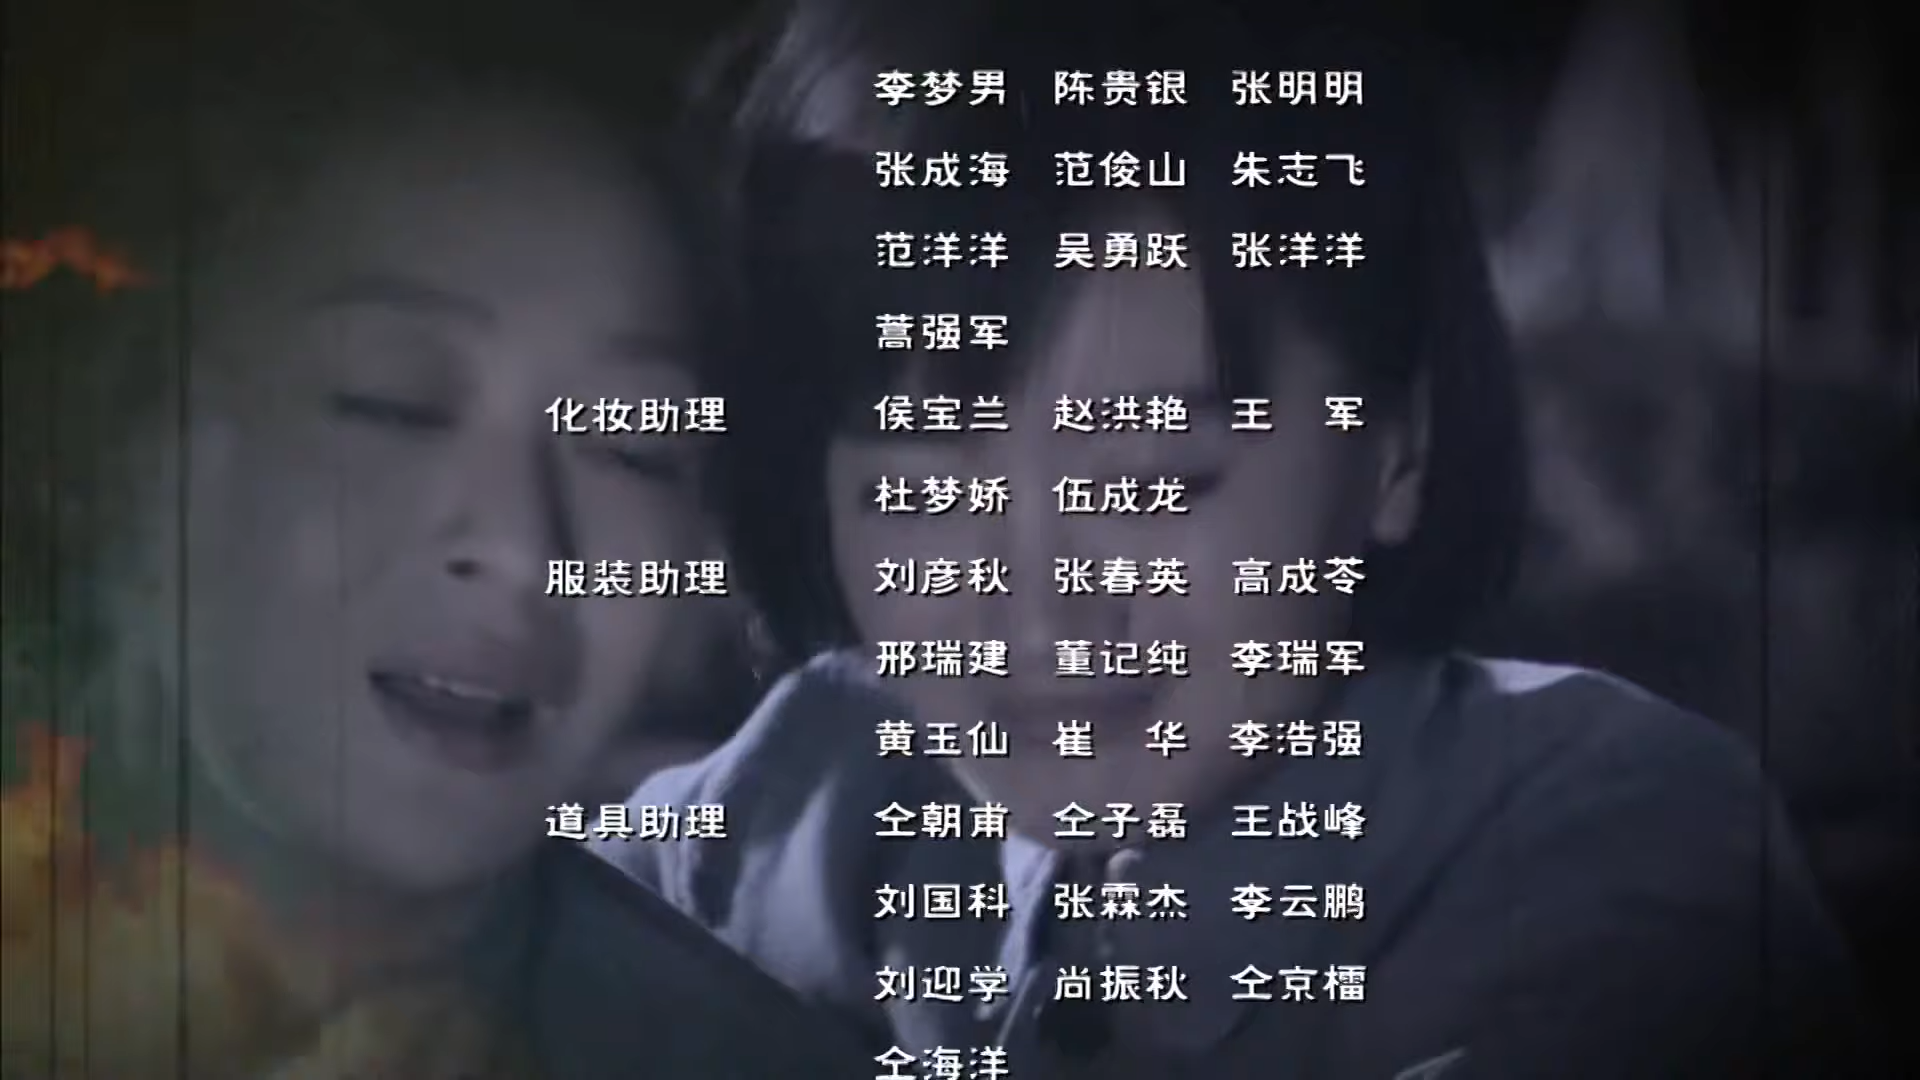 李梦男 陈贵银 张明明
张成海 范俊山 朱志飞
范洋洋 吴勇跃 张洋洋
蒿强军
化妆助理 侯宝兰 赵洪艳 王 军
杜梦娇 伍成龙
服装助理 刘彦秋 张春英 高成苓
邢瑞建 董记纯 李瑞军
黄玉仙 崔 华 李浩强
道具助理 仝朝甫 仝子磊 王战峰
刘国科 张霖杰 李云鹏
刘迎学 尚振秋 仝京檑
仝海洋